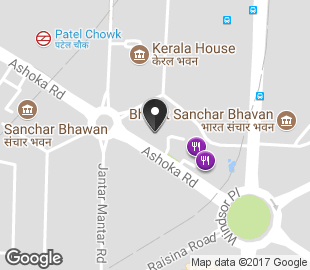 Patel Chowk
पटेल चौक
Kerala House
केरल भवन
Ashoka Rd
Sanchar Bhawan
संचार भवन
Sanchar Bhavan
भारत संचार भवन
Ashoka Rd
Jantar Mantar Rd
Windsor Pl
Raisina Road
Google
Map data ©2017 Google